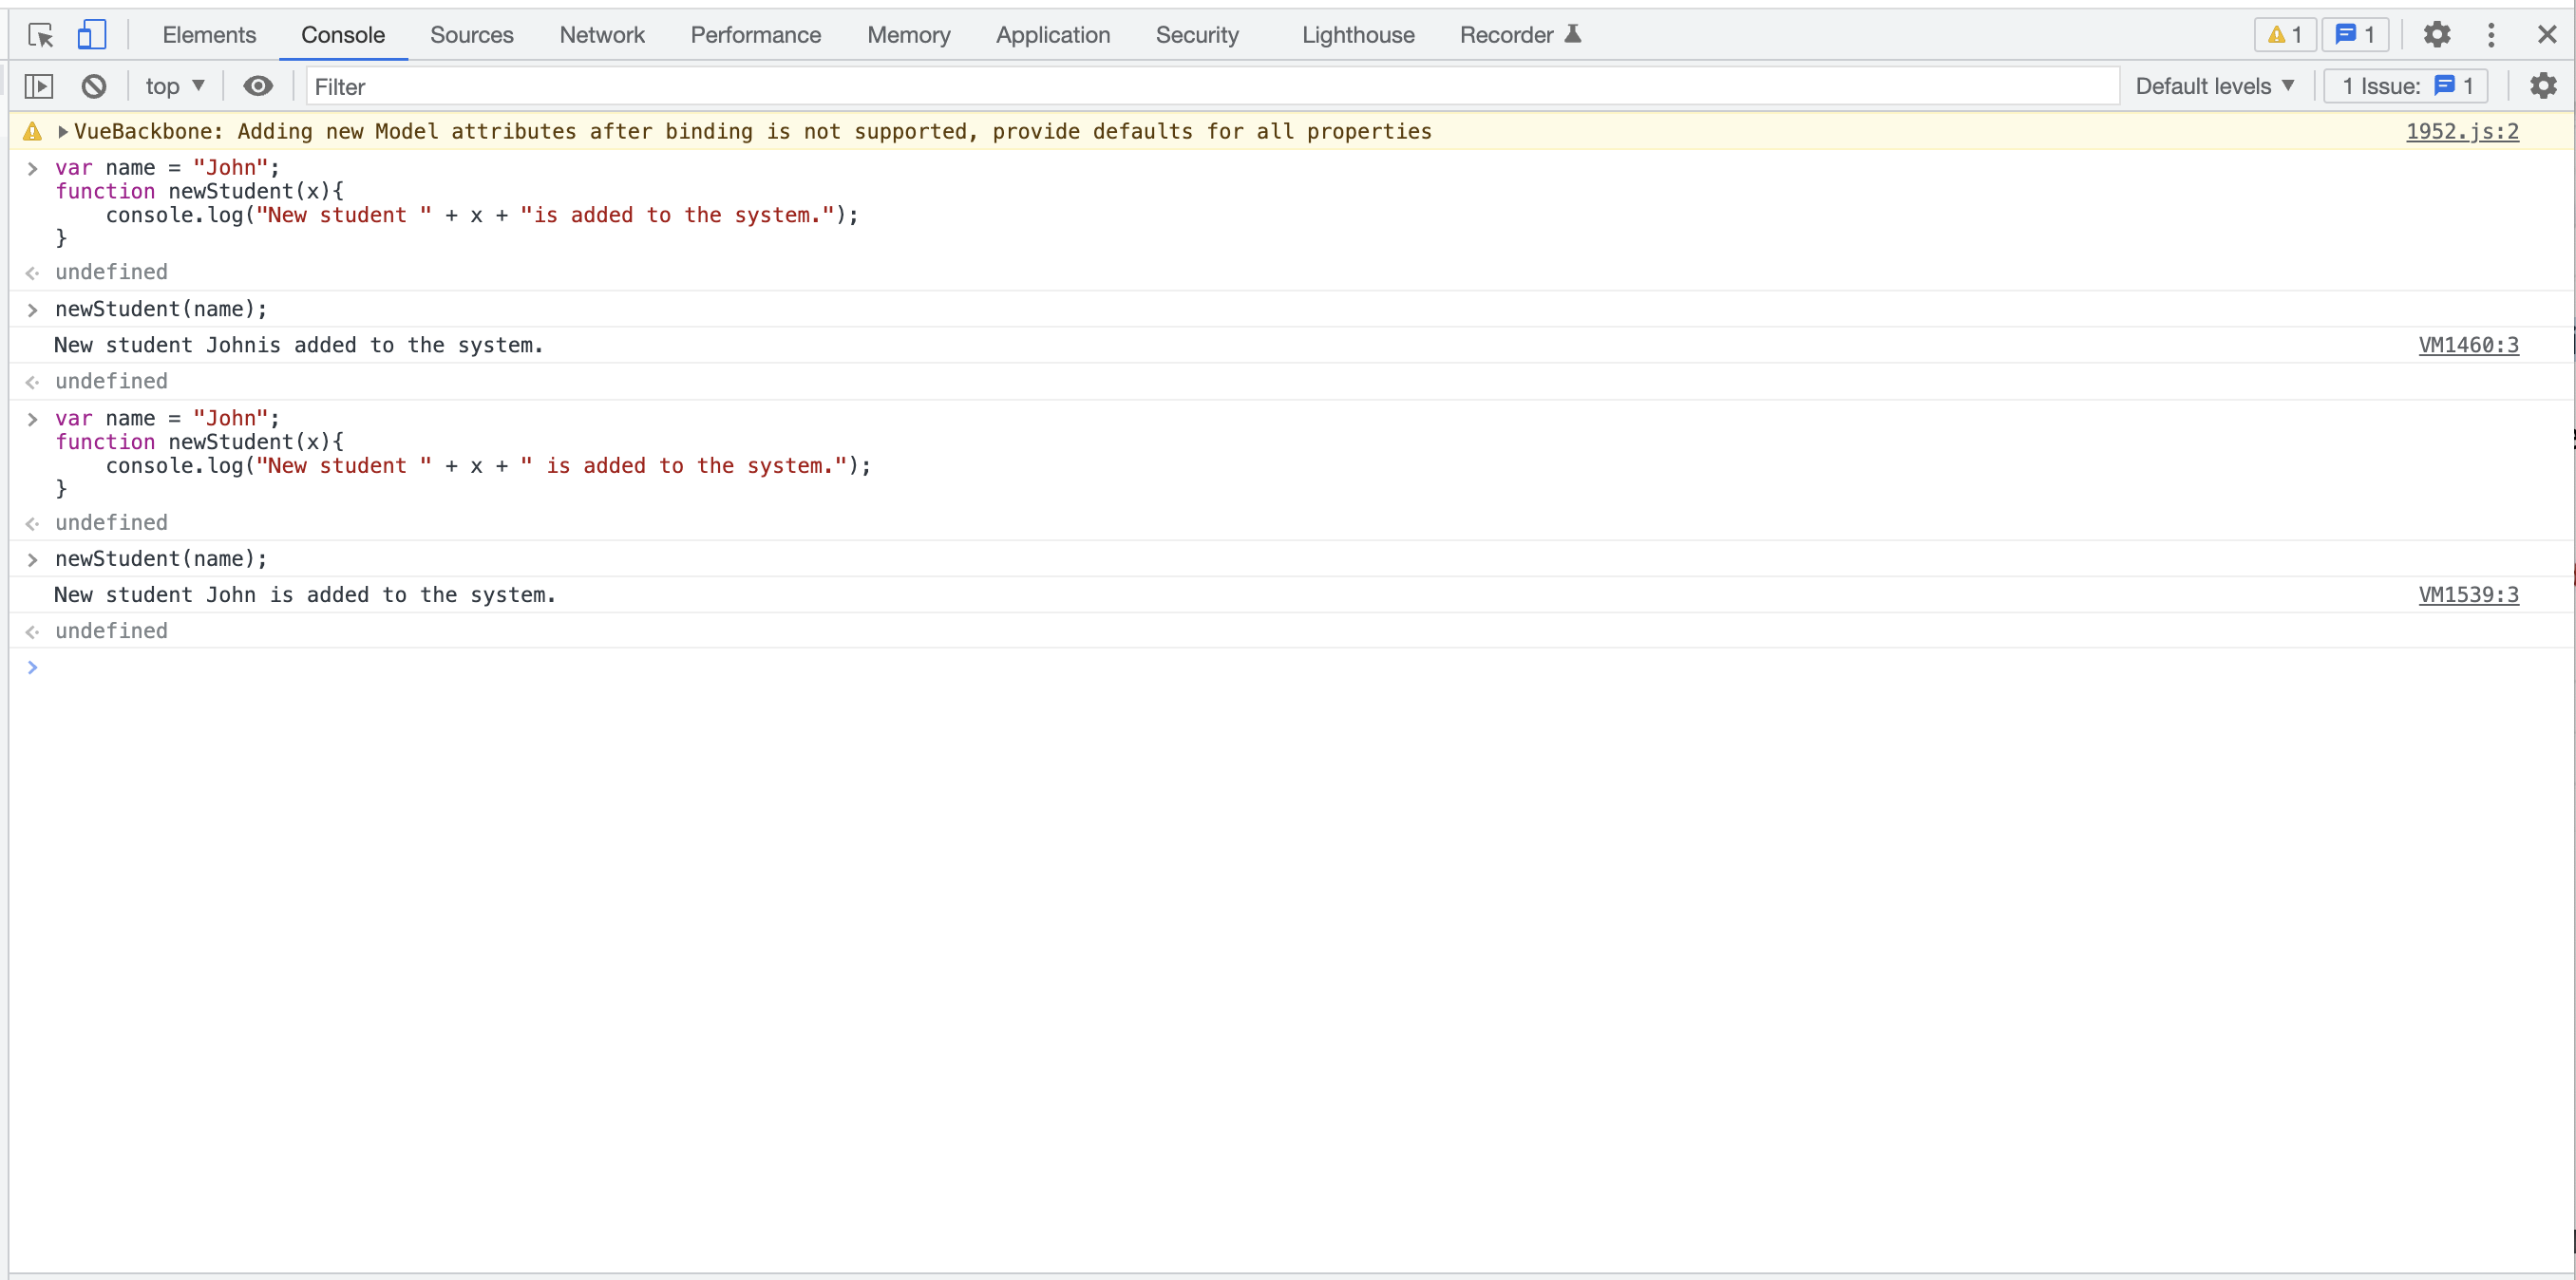 Elements Console Sources Network Performance Memory Application Security Lighthouse Recorder 1 1
top Filter Default levels 1 Issue: 1
VueBackbone: Adding new Model attributes after binding is not supported, provide defaults for all properties 1952.js:2
var name = "John";
function newStudent(x){
    console.log("New student " + x + "is added to the system.");
}
undefined
newStudent(name);
New student Johnis added to the system. VM1460:3
undefined
var name = "John";
function newStudent(x){
    console.log("New student " + x + " is added to the system.");
}
undefined
newStudent(name);
New student John is added to the system. VM1539:3
undefined